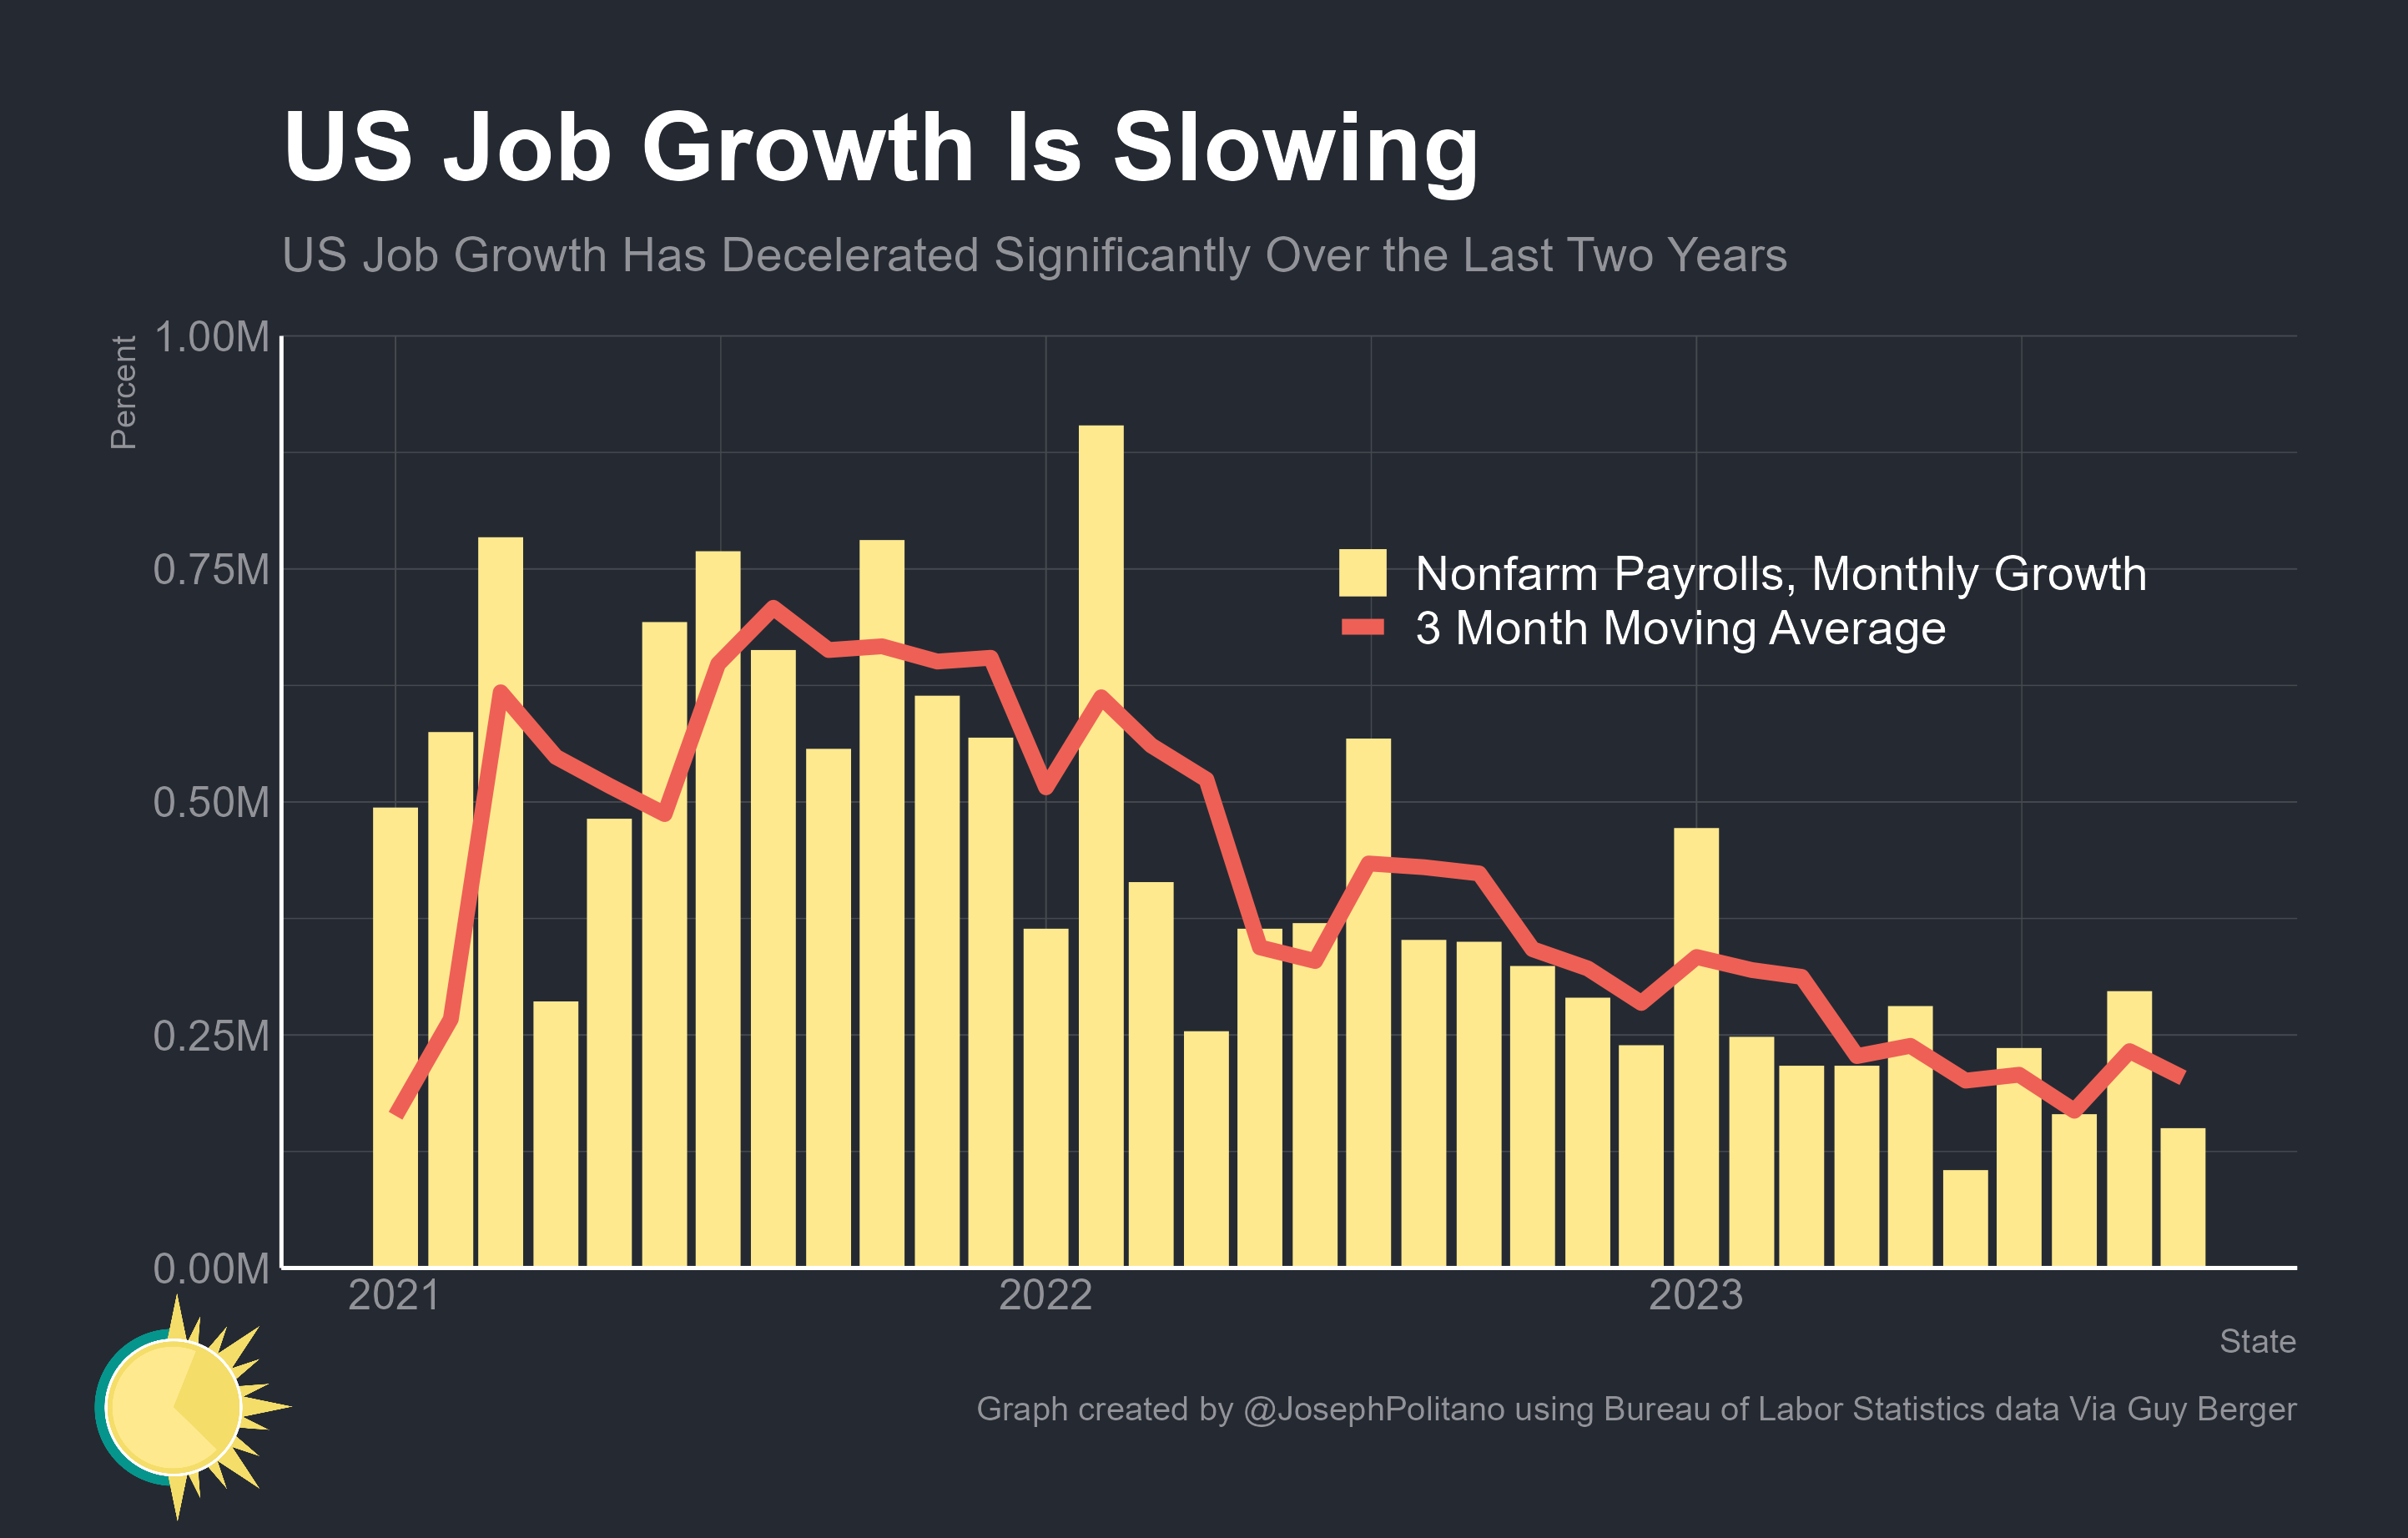 US Job Growth Is Slowing
US Job Growth Has Decelerated Significantly Over the Last Two Years
Percent
1.00M
0.75M
0.50M
0.25M
0.00M
Nonfarm Payrolls, Monthly Growth
3 Month Moving Average
2021 2022 2023
State
Graph created by @JosephPolitano using Bureau of Labor Statistics data Via Guy Berger